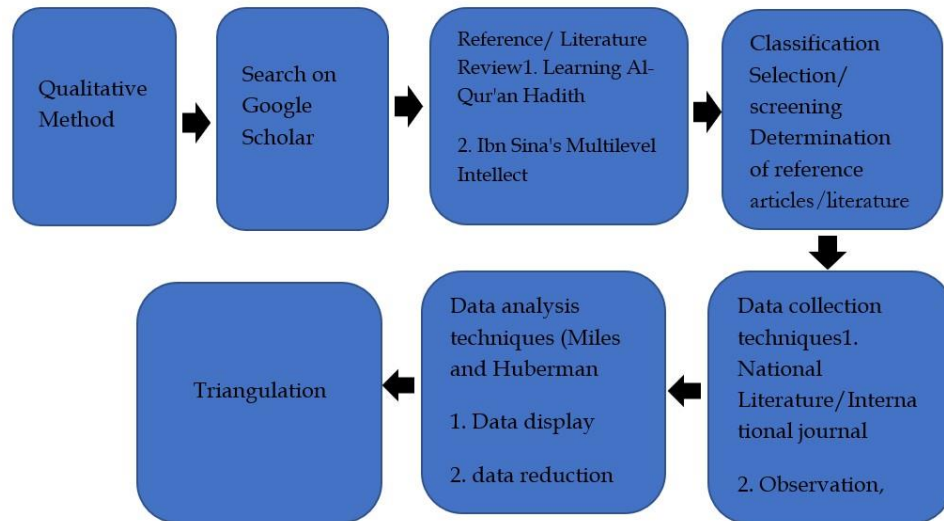 Qualitative
Method
Search on
Google
Scholar
Reference/ Literature
Review1. Learning Al-
Qur'an Hadith
2. Ibn Sina's Multilevel
Intellect
Classification
Selection/
screening
Determination
of reference
articles/literature
Data collection
techniques1.
National
Literature/Interna
tional journal
2. Observation,
Data analysis
techniques (Miles
and Huberman
1. Data display
2. data reduction
Triangulation